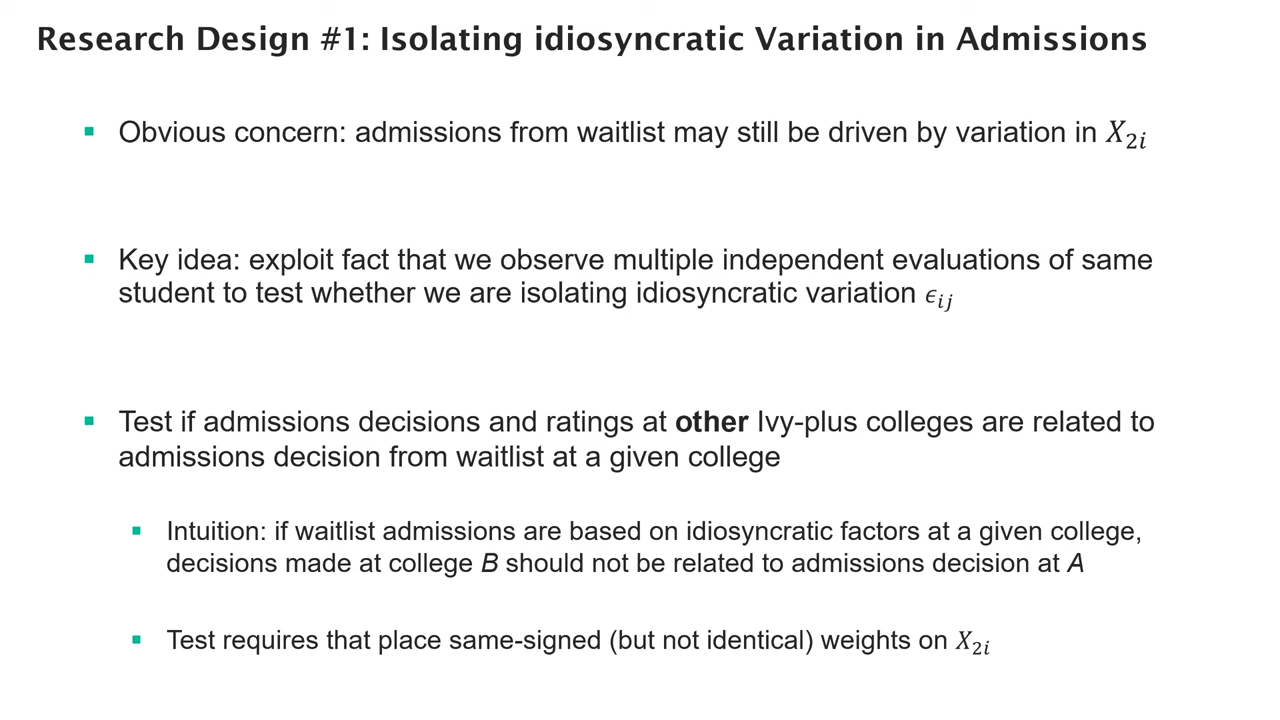 Research Design #1: Isolating idiosyncratic Variation in Admissions
▪ Obvious concern: admissions from waitlist may still be driven by variation in X₂ᵢ
▪ Key idea: exploit fact that we observe multiple independent evaluations of same
student to test whether we are isolating idiosyncratic variation ϵᵢⱼ
▪ Test if admissions decisions and ratings at other Ivy-plus colleges are related to
admissions decision from waitlist at a given college
▪ Intuition: if waitlist admissions are based on idiosyncratic factors at a given college,
decisions made at college B should not be related to admissions decision at A
▪ Test requires that place same-signed (but not identical) weights on X₂ᵢ